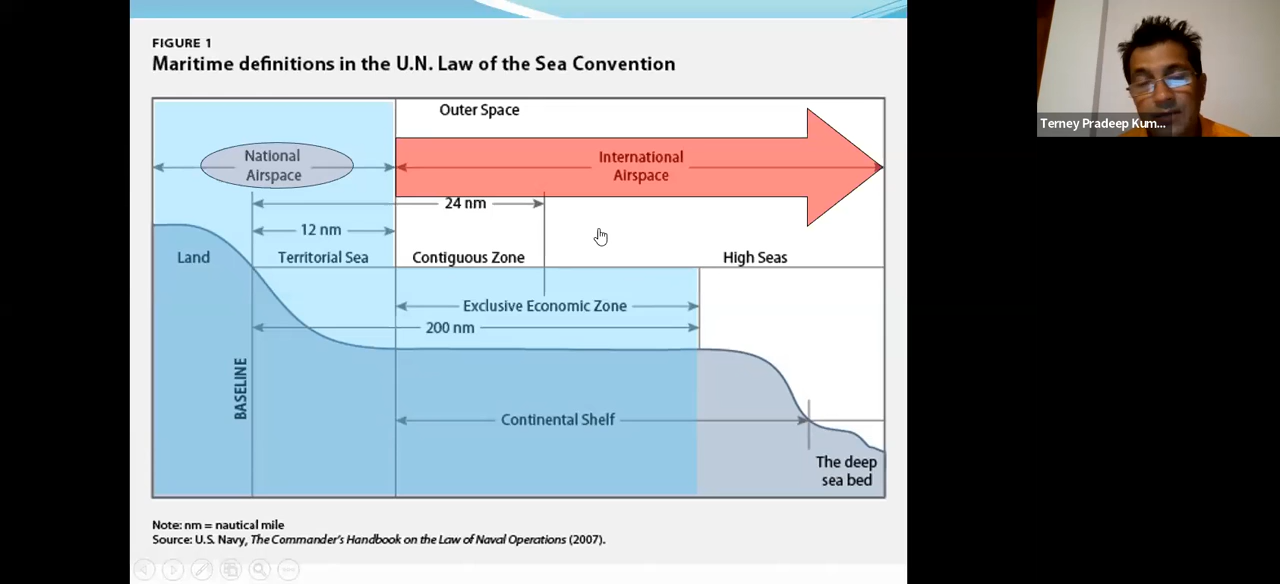 FIGURE 1
Maritime definitions in the U.N. Law of the Sea Convention
Outer Space
National
Airspace
International
Airspace
24 nm
12 nm
Land
Territorial Sea
Contiguous Zone
High Seas
Exclusive Economic Zone
200 nm
BASELINE
Continental Shelf
The deep
sea bed
Note: nm = nautical mile
Source: U.S. Navy, The Commander's Handbook on the Law of Naval Operations (2007).
Terney Pradeep Kum...